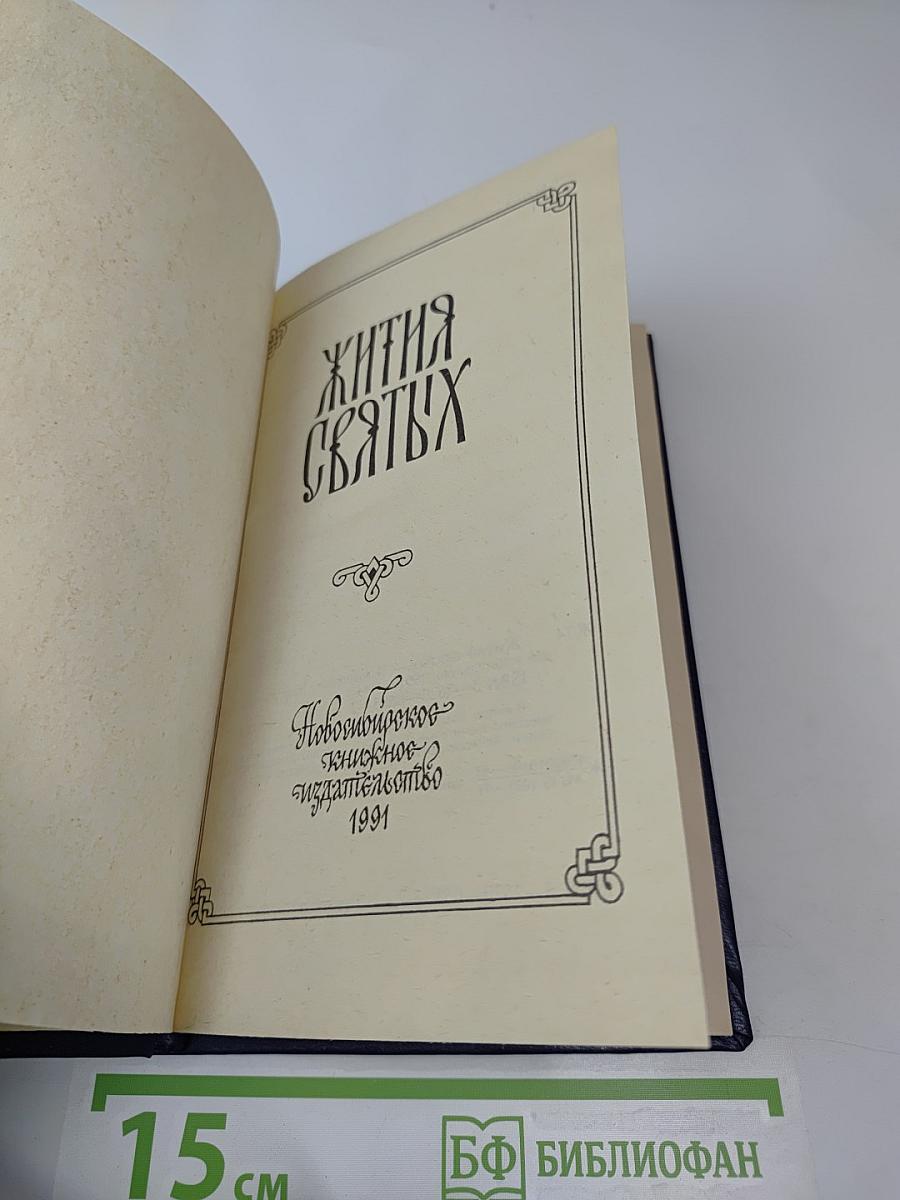 ЖИТИЯ
СВЯТЫХ
Новосибирское
книжное
издательство
1991
15 см
БФ БИБЛИОФАН